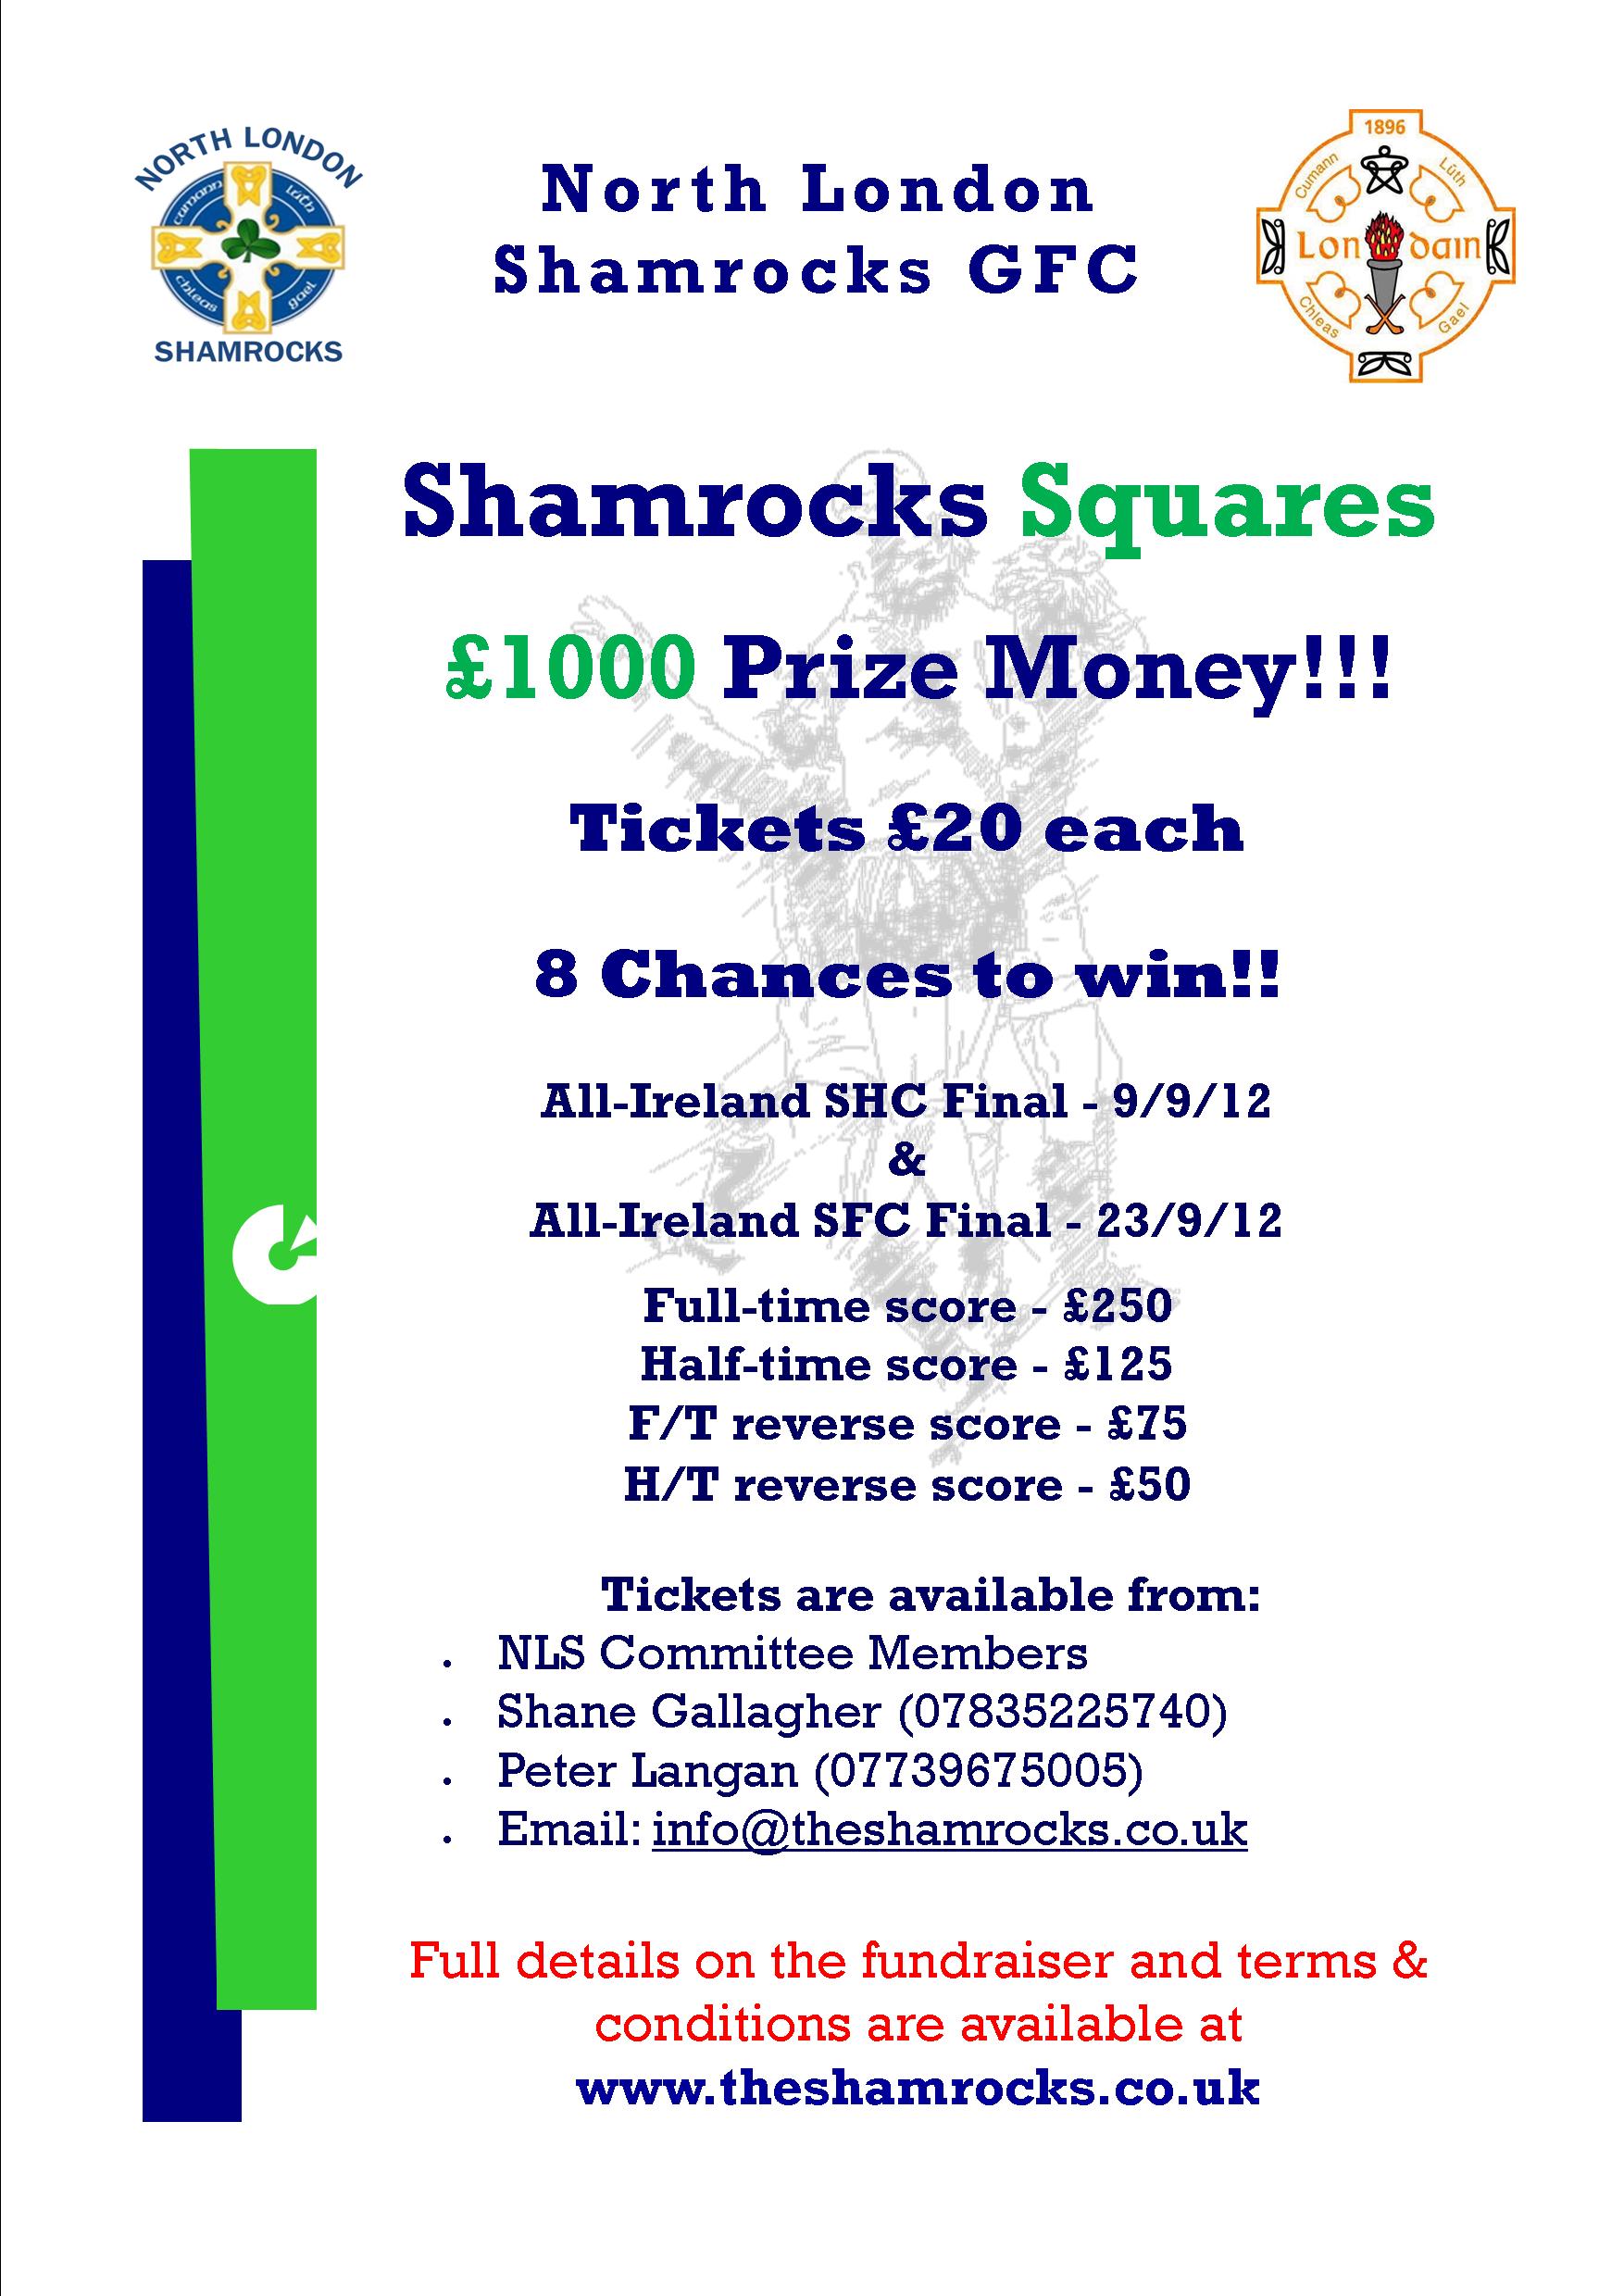 NORTH LONDON
cumann
lúth
chleas
gael
SHAMROCKS
North London
Shamrocks GFC
1896
Cumann
Lúth
Lon dain
Chleas
Gael
Shamrocks Squares
£1000 Prize Money!!!
Tickets £20 each
8 Chances to win!!
All-Ireland SHC Final - 9/9/12
&
All-Ireland SFC Final - 23/9/12
Full-time score - £250
Half-time score - £125
F/T reverse score - £75
H/T reverse score - £50
Tickets are available from:
• NLS Committee Members
• Shane Gallagher (07835225740)
• Peter Langan (07739675005)
• Email: info@theshamrocks.co.uk
Full details on the fundraiser and terms &
conditions are available at
www.theshamrocks.co.uk